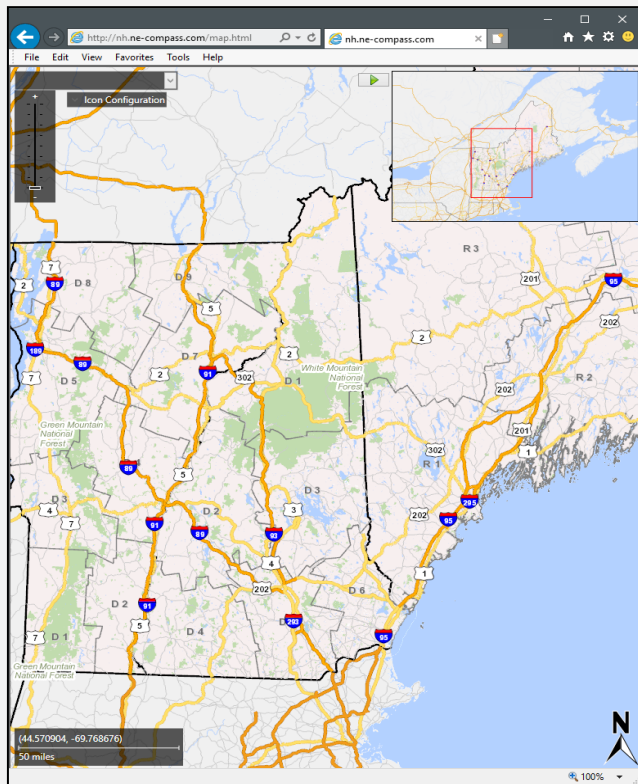 http://nh.ne-compass.com/map.html
nh.ne-compass.com
File Edit View Favorites Tools Help
+
Icon Configuration
-
R 3
7
D 9
D 8
201
2
89
95
5
202
2
189
D 7
2
89
91
302
White Mountain
National
Forest
R 2
7
D 5
2
D 1
202
Green Mountain
National
Forest
201
302
1
R 1
89
5
D 3
295
D 3
4
D 2
3
202
95
7
91
89
93
4
1
202
D 6
D 2
91
293
D
7
D 1
5
D 4
95
Green Mountain
National Forest
N
(44.570904, -69.768676)
50 miles
100%